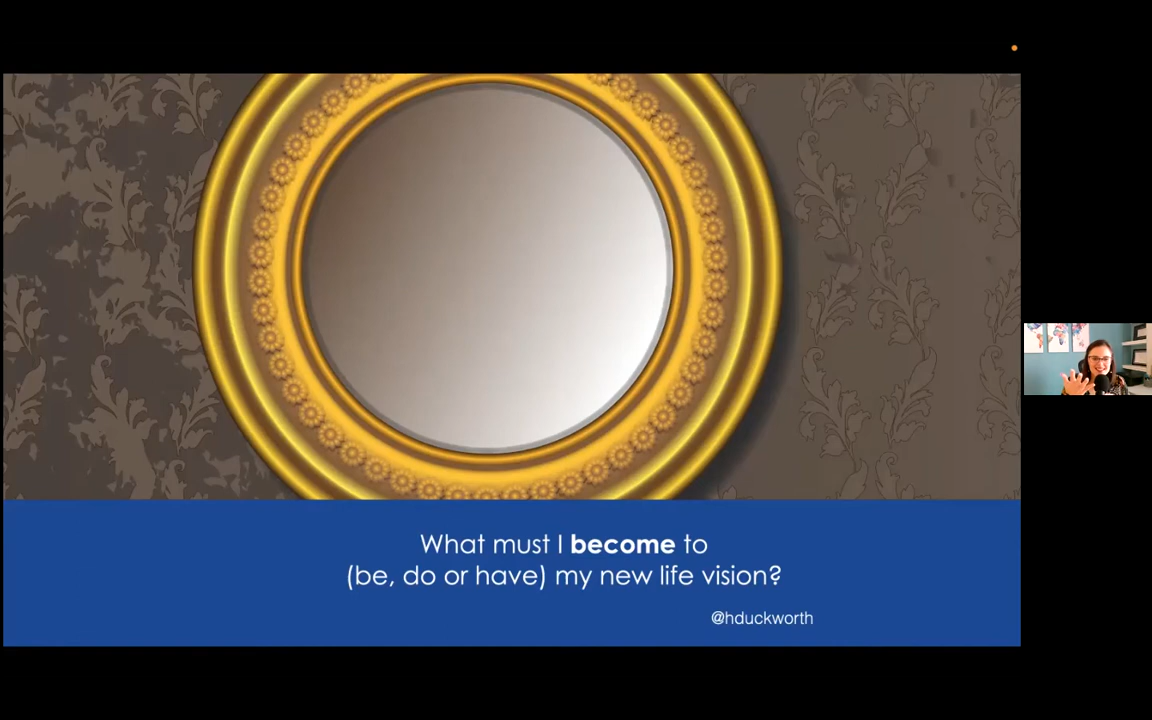 What must I become to
(be, do or have) my new life vision?
@hduckworth